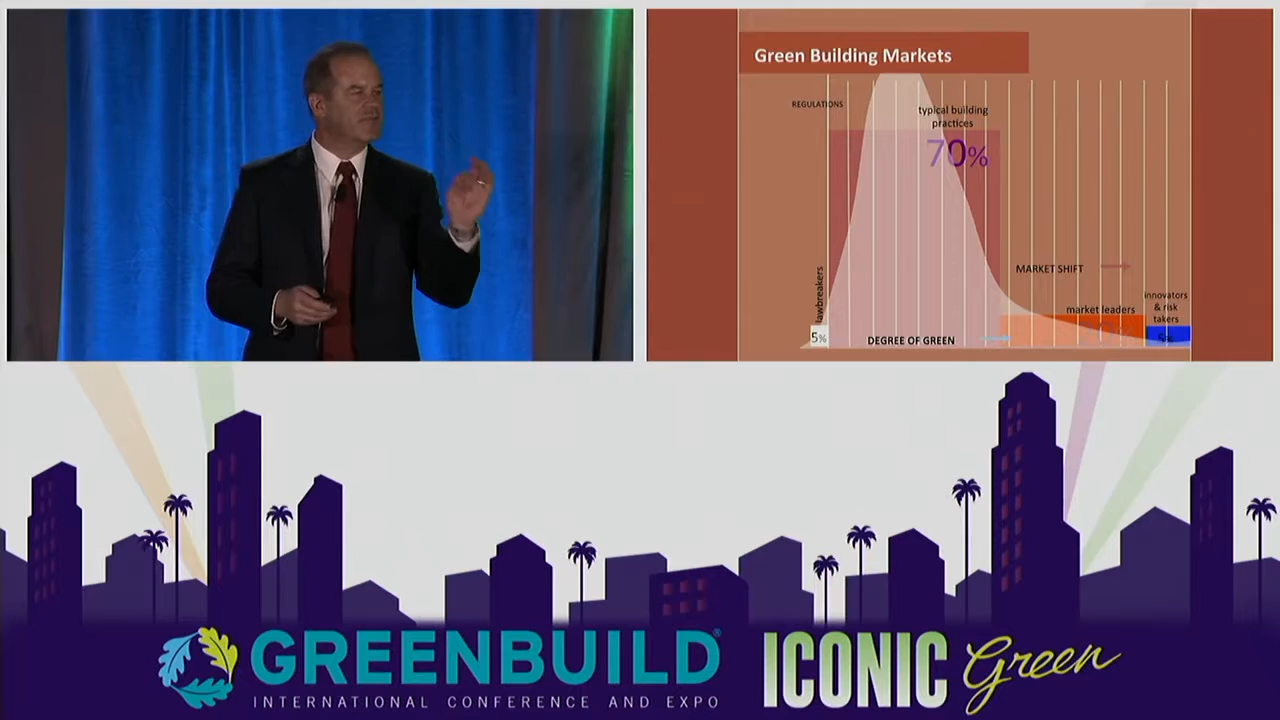 Green Building Markets
REGULATIONS
typical building
practices
70%
lawbreakers
MARKET SHIFT
innovators
& risk
takers
market leaders
5%
DEGREE OF GREEN
5%
GREENBUILD®
INTERNATIONAL CONFERENCE AND EXPO
ICONIC Green